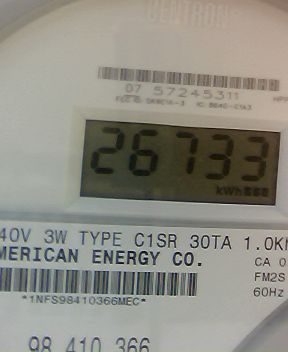 CENTRON
07 57245311
26733
kWh
40V 3W TYPE C1SR 30TA 1.0K
MERICAN ENERGY CO.
CA 0
FM2S
60Hz
*1NFS98410366MEC*
98 410 366